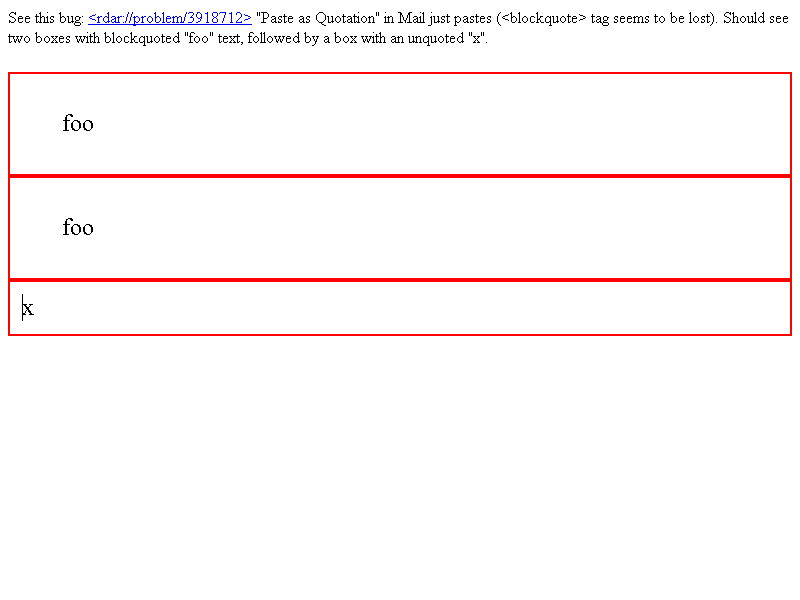 See this bug: <rdar://problem/3918712> "Paste as Quotation" in Mail just pastes (<blockquote> tag seems to be lost). Should see
two boxes with blockquoted "foo" text, followed by a box with an unquoted "x".
foo
foo
x